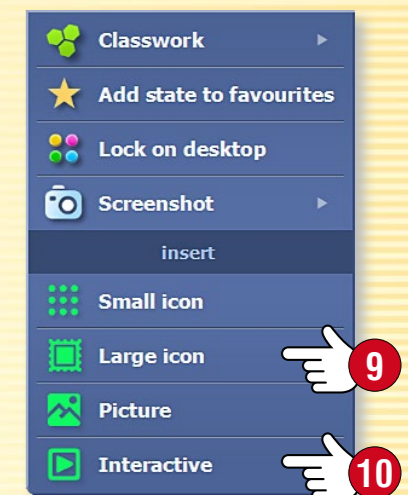 Classwork
Add state to favourites
Lock on desktop
Screenshot
insert
Small icon
Large icon
9
Picture
Interactive
10